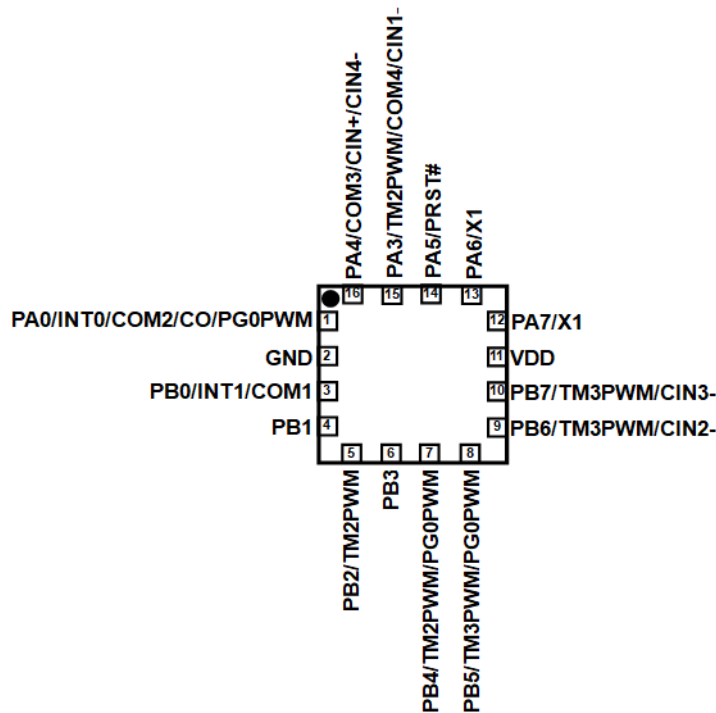 PA4/COM3/CIN+/CIN4-
PA3/TM2PWM/COM4/CIN1-
PA5/PRST#
PA6/X1
16
15
14
13
PA0/INT0/COM2/CO/PG0PWM
1
12
PA7/X1
GND
2
11
VDD
PB0/INT1/COM1
3
10
PB7/TM3PWM/CIN3-
PB1
4
9
PB6/TM3PWM/CIN2-
5
6
7
8
PB2/TM2PWM
PB3
PB4/TM2PWM/PG0PWM
PB5/TM3PWM/PG0PWM